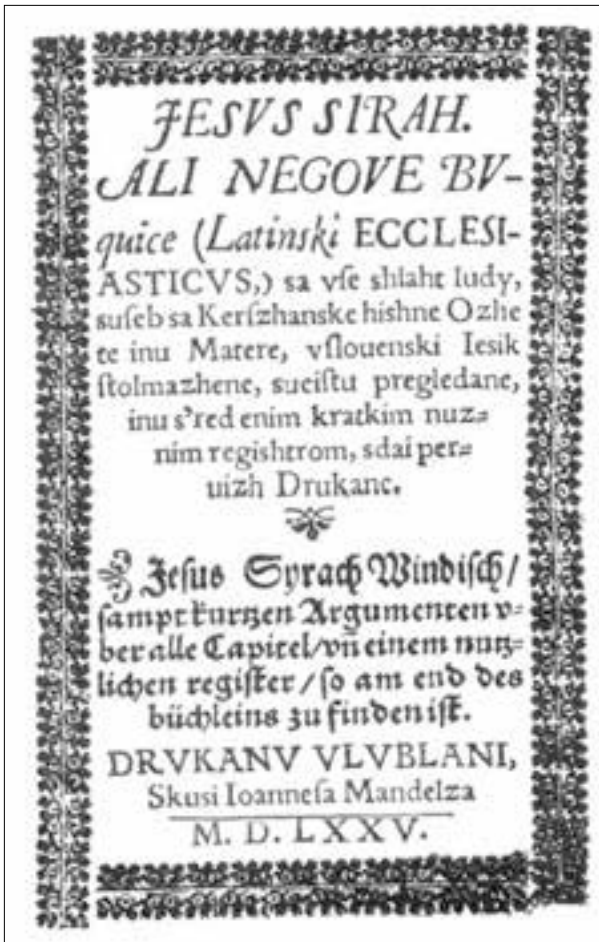 JESVS SIRAH.
ALI NEGOVE BV-
quice (Latinſki ECCLESI-
ASTICVS,) sa vſe shlaht ludy,
suſeb sa Kerſzhanske hishne Ozhe
te inu Matere, vſlouenski Iesik
ſtolmazhene, sueiſtu pregledane,
inu s'red enim kratkim nuz=
nim regishtrom, sdai per=
uizh Drukane.
Jeſus Syrach Windiſch/
ſampt kurtzen Argumenten v=
ber alle Capitel/vñ einem nutz=
lichen regiſter/ſo am end des
büchleins zu finden iſt.
DRVKANV VLVBLANI,
Skusi Ioanneſa Mandelza
M. D. LXXV.